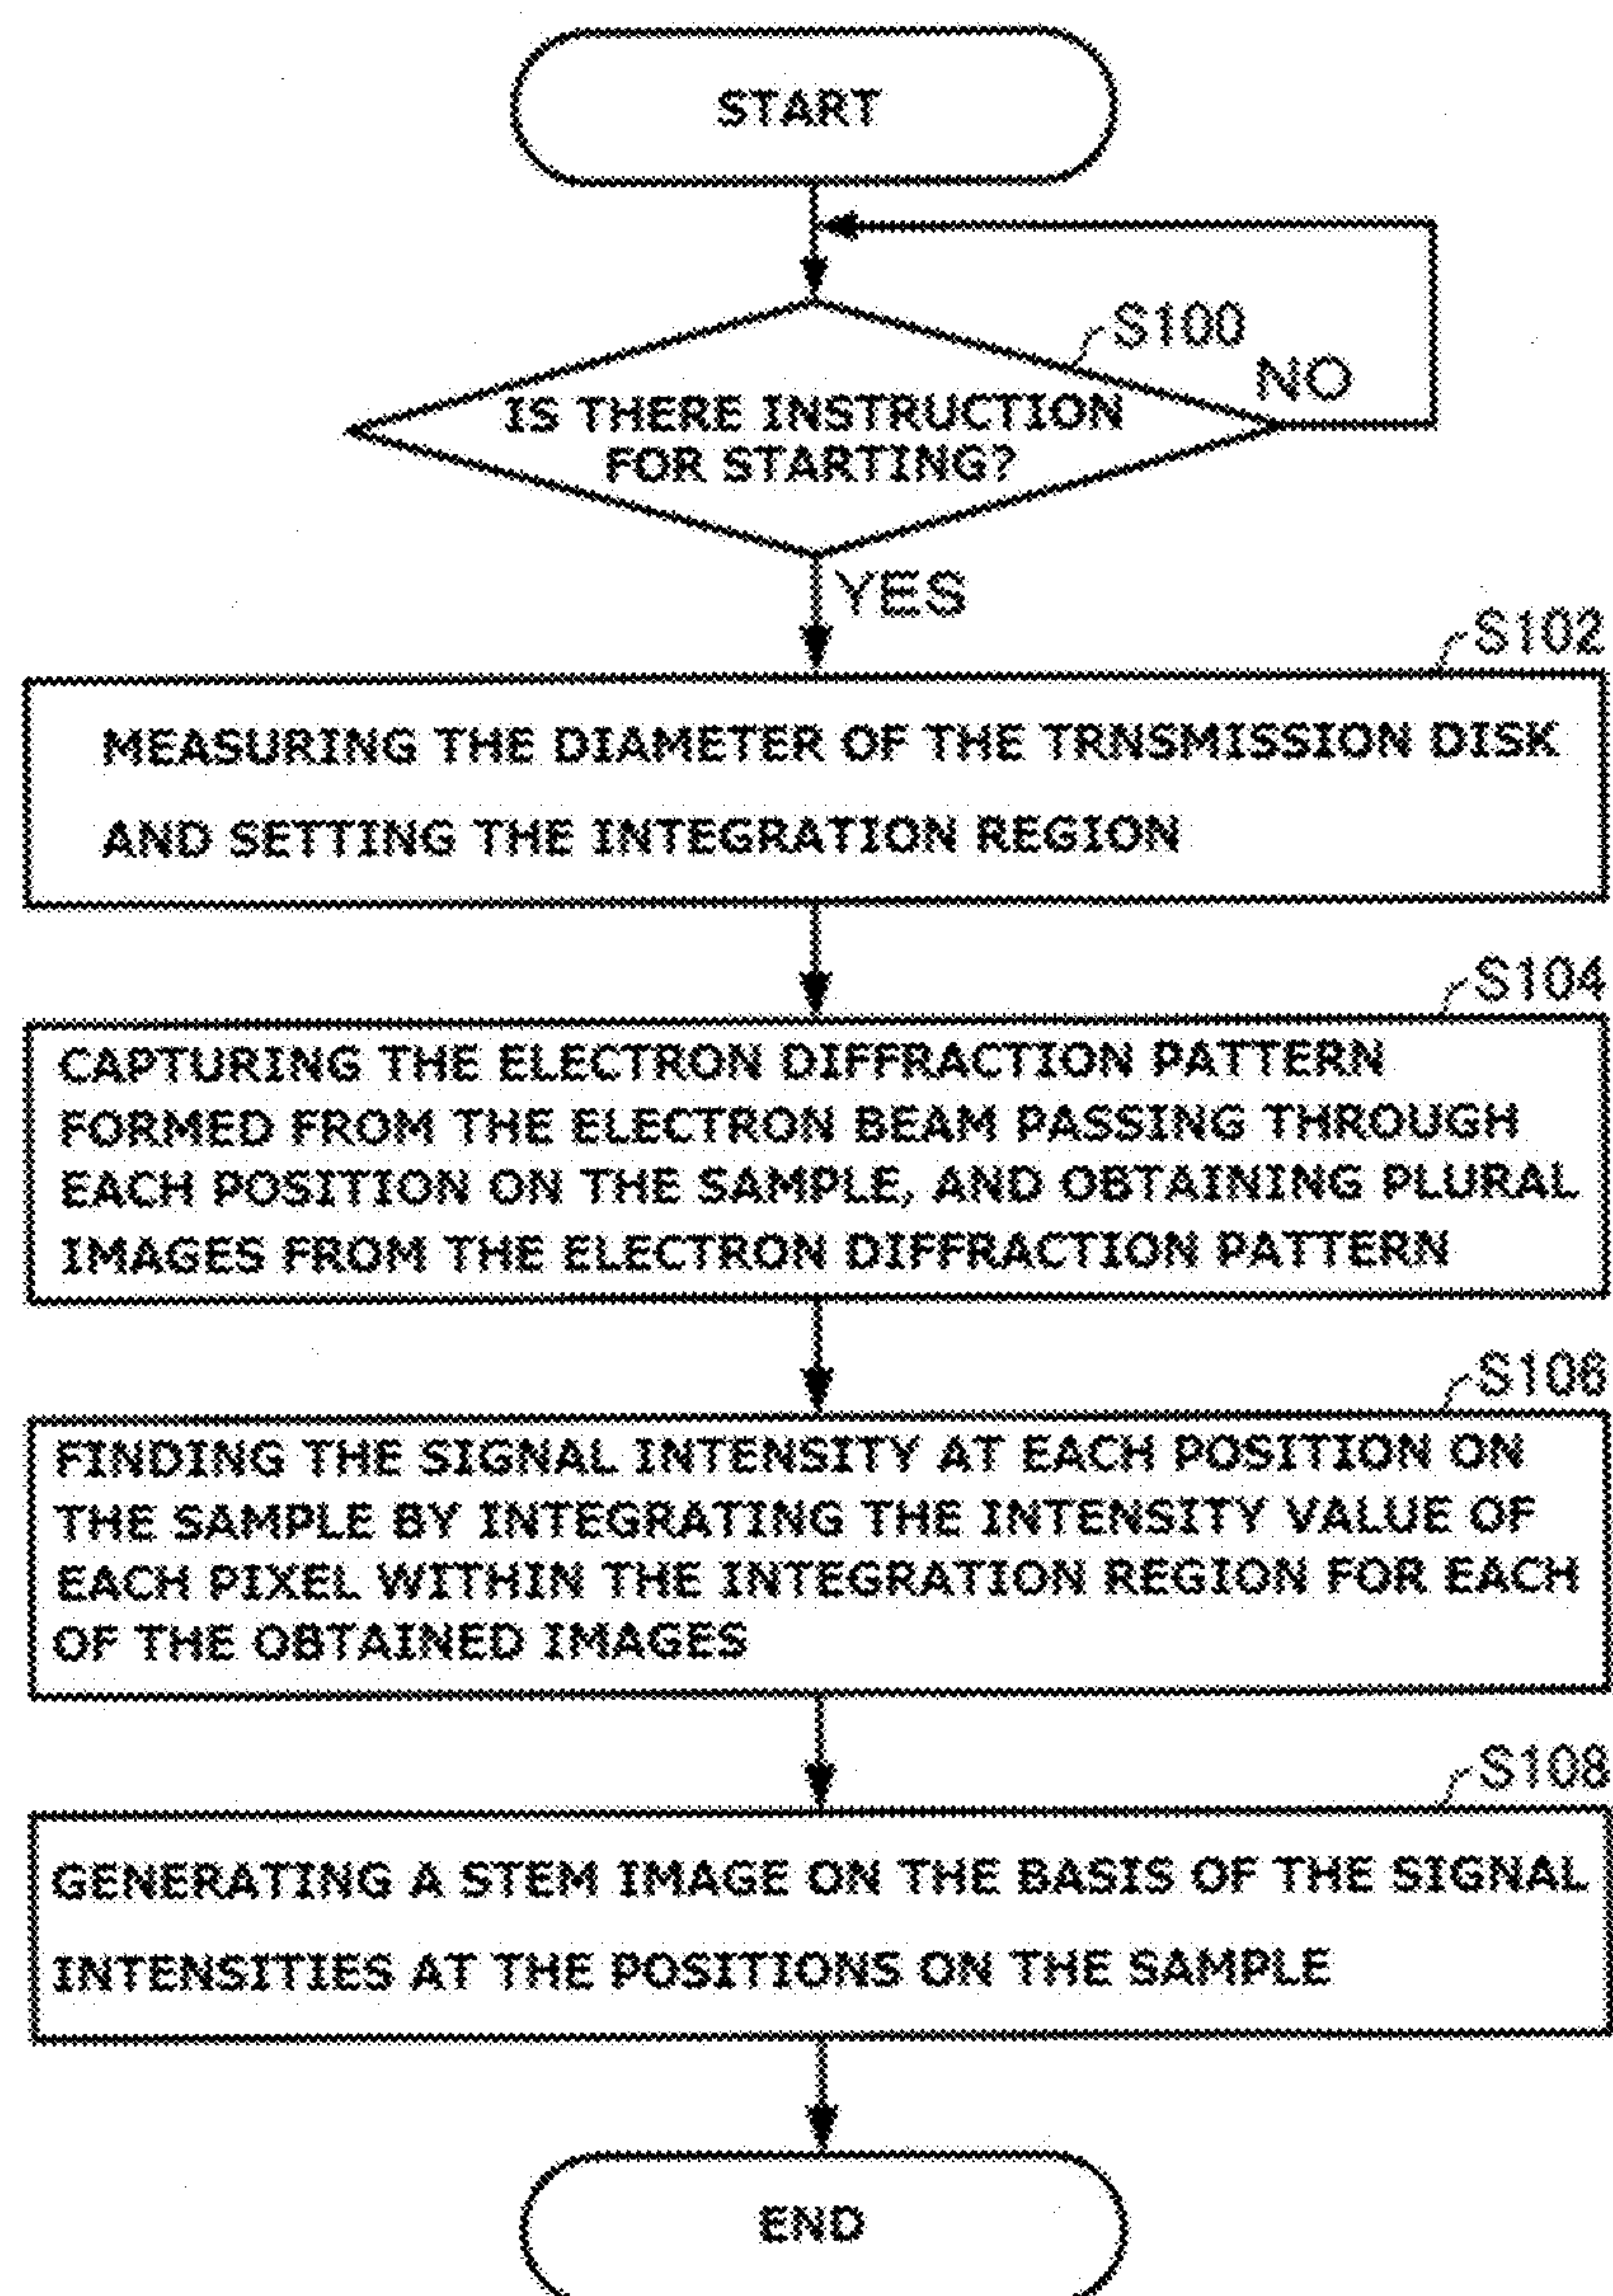 START
S100
NO
IS THERE INSTRUCTION
FOR STARTING?
YES
S102
MEASURING THE DIAMETER OF THE TRNSMISSION DISK
AND SETTING THE INTEGRATION REGION
S104
CAPTURING THE ELECTRON DIFFRACTION PATTERN
FORMED FROM THE ELECTRON BEAM PASSING THROUGH
EACH POSITION ON THE SAMPLE, AND OBTAINING PLURAL
IMAGES FROM THE ELECTRON DIFFRACTION PATTERN
S106
FINDING THE SIGNAL INTENSITY AT EACH POSITION ON
THE SAMPLE BY INTEGRATING THE INTENSITY VALUE OF
EACH PIXEL WITHIN THE INTEGRATION REGION FOR EACH
OF THE OBTAINED IMAGES
S108
GENERATING A STEM IMAGE ON THE BASIS OF THE SIGNAL
INTENSITIES AT THE POSITIONS ON THE SAMPLE
END